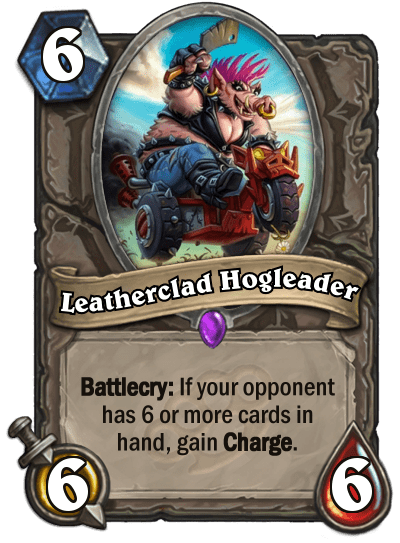 6
Leatherclad Hogleader
Battlecry: If your opponent
has 6 or more cards in
hand, gain Charge.
6
6